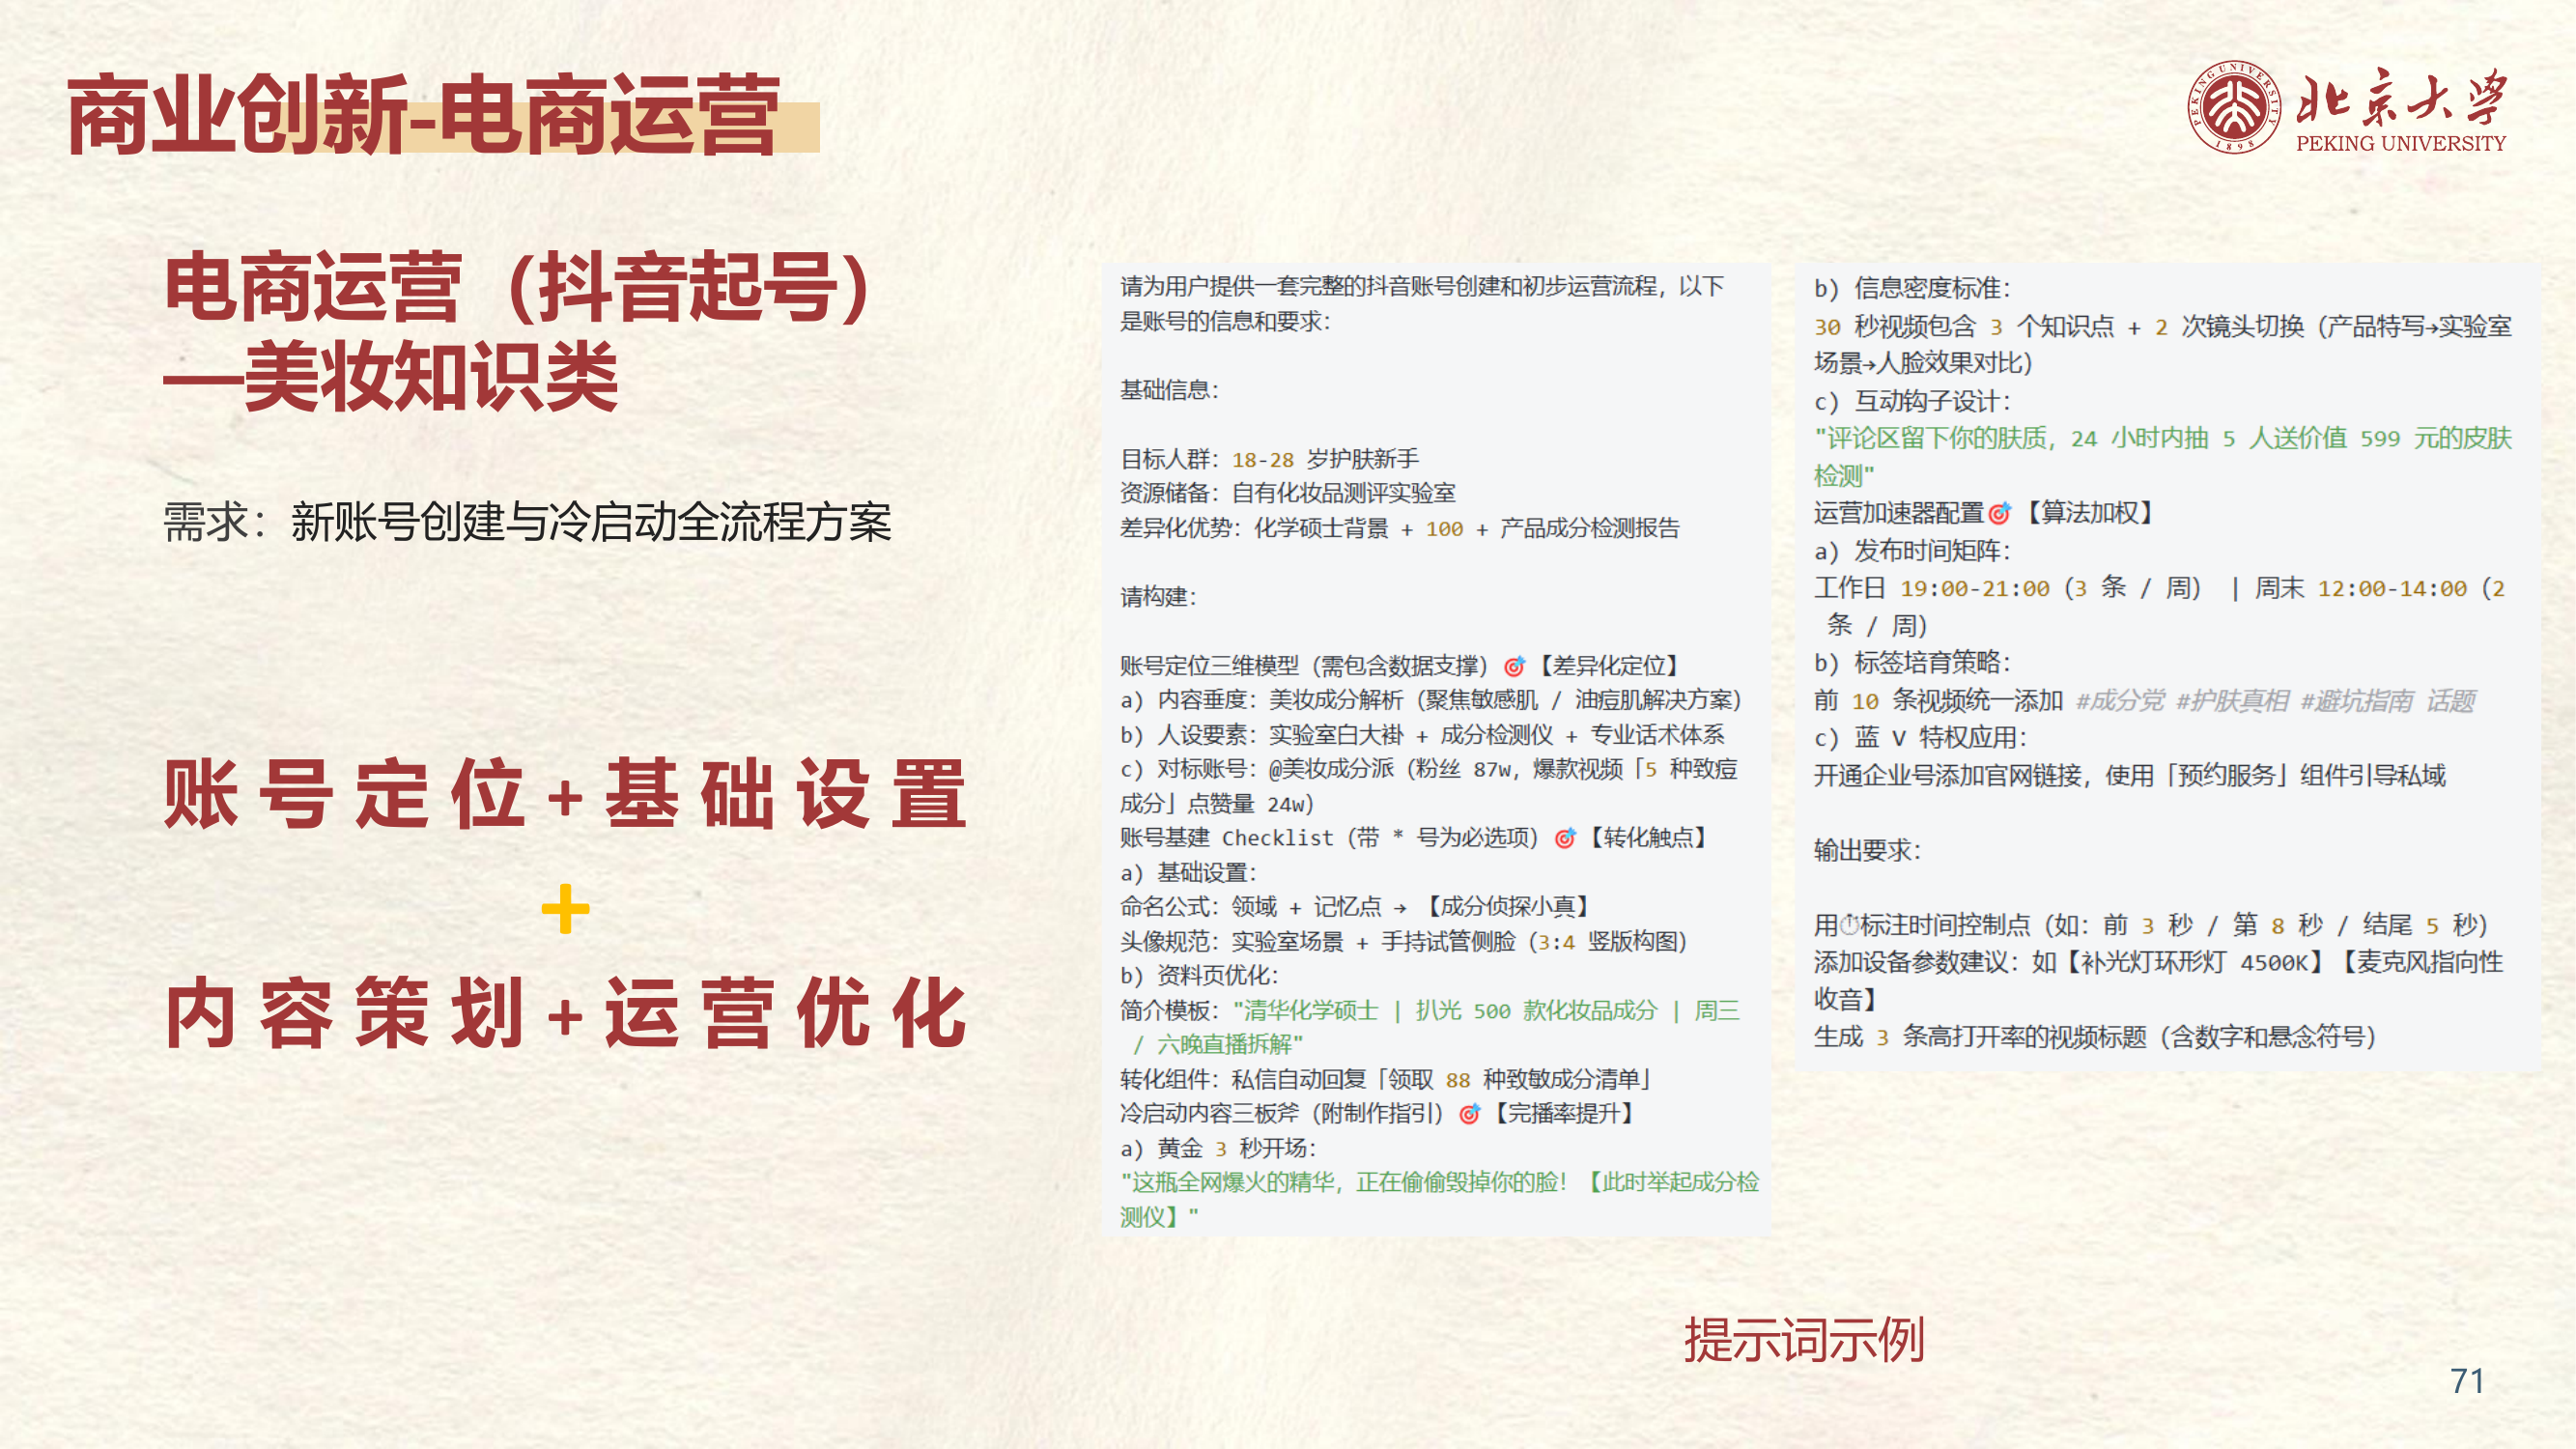 商业创新-电商运营
PEKING UNIVERSITY
1898
北京大学
PEKING UNIVERSITY
电商运营（抖音起号）
—美妆知识类
需求：新账号创建与冷启动全流程方案
账号定位+基础设置
+
内容策划+运营优化
请为用户提供一套完整的抖音账号创建和初步运营流程，以下
是账号的信息和要求：
基础信息：
目标人群：18-28 岁护肤新手
资源储备：自有化妆品测评实验室
差异化优势：化学硕士背景 + 100 + 产品成分检测报告
请构建：
账号定位三维模型（需包含数据支撑）🎯【差异化定位】
a) 内容垂度：美妆成分解析（聚焦敏感肌 / 油痘肌解决方案）
b) 人设要素：实验室白大褂 + 成分检测仪 + 专业话术体系
c) 对标账号：@美妆成分派（粉丝 87w，爆款视频「5 种致痘
成分」点赞量 24w）
账号基建 Checklist（带 * 号为必选项）🎯【转化触点】
a) 基础设置：
命名公式：领域 + 记忆点 → 【成分侦探小真】
头像规范：实验室场景 + 手持试管侧脸（3:4 竖版构图）
b) 资料页优化：
简介模板："清华化学硕士 | 扒光 500 款化妆品成分 | 周三
/ 六晚直播拆解"
转化组件：私信自动回复「领取 88 种致敏成分清单」
冷启动内容三板斧（附制作指引）🎯【完播率提升】
a) 黄金 3 秒开场：
"这瓶全网爆火的精华，正在偷偷毁掉你的脸！【此时举起成分检
测仪】"
b) 信息密度标准：
30 秒视频包含 3 个知识点 + 2 次镜头切换（产品特写→实验室
场景→人脸效果对比）
c) 互动钩子设计：
"评论区留下你的肤质，24 小时内抽 5 人送价值 599 元的皮肤
检测"
运营加速器配置🎯【算法加权】
a) 发布时间矩阵：
工作日 19:00-21:00（3 条 / 周） | 周末 12:00-14:00（2
条 / 周）
b) 标签培育策略：
前 10 条视频统一添加 #成分党 #护肤真相 #避坑指南 话题
c) 蓝 V 特权应用：
开通企业号添加官网链接，使用「预约服务」组件引导私域
输出要求：
用⏱标注时间控制点（如：前 3 秒 / 第 8 秒 / 结尾 5 秒）
添加设备参数建议：如【补光灯环形灯 4500K】【麦克风指向性
收音】
生成 3 条高打开率的视频标题（含数字和悬念符号）
提示词示例
71